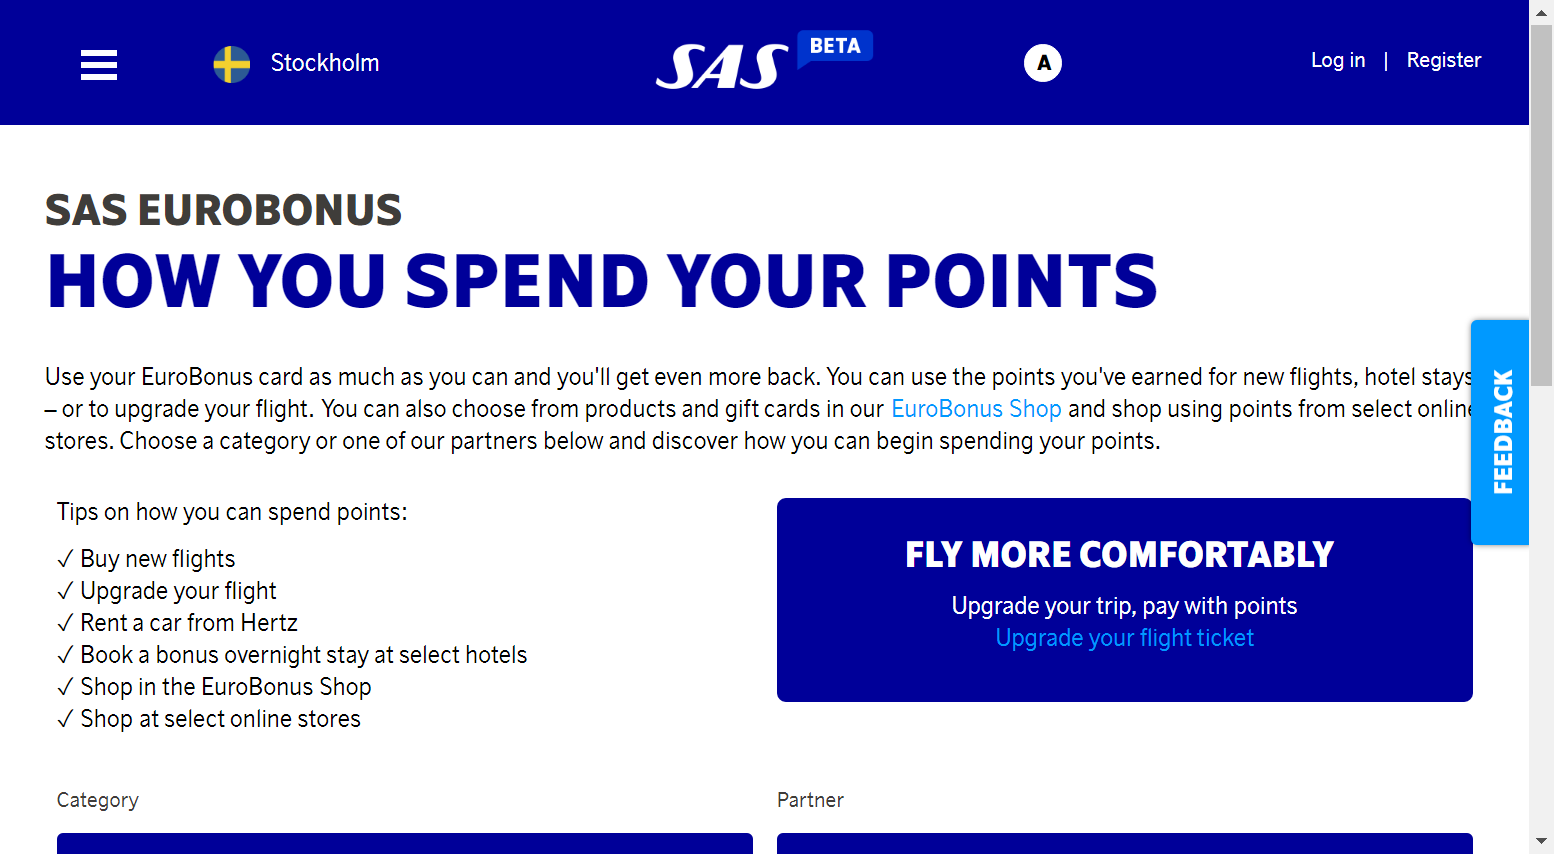 Stockholm
SAS BETA
A
Log in | Register
SAS EUROBONUS
HOW YOU SPEND YOUR POINTS
Use your EuroBonus card as much as you can and you'll get even more back. You can use the points you've earned for new flights, hotel stays
– or to upgrade your flight. You can also choose from products and gift cards in our EuroBonus Shop and shop using points from select online
stores. Choose a category or one of our partners below and discover how you can begin spending your points.
FEEDBACK
Tips on how you can spend points:
✓ Buy new flights
✓ Upgrade your flight
✓ Rent a car from Hertz
✓ Book a bonus overnight stay at select hotels
✓ Shop in the EuroBonus Shop
✓ Shop at select online stores
FLY MORE COMFORTABLY
Upgrade your trip, pay with points
Upgrade your flight ticket
Category
Partner